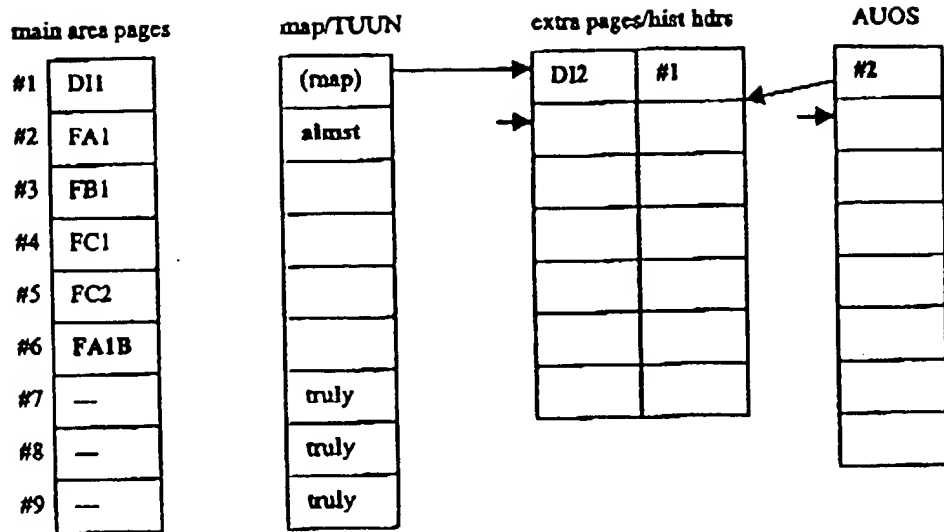 main area pages map/TUUN extra pages/hist hdrs AUOS
#1 DI1 (map) DI2 #1 #2
#2 FA1 almst
#3 FB1
#4 FC1
#5 FC2
#6 FA1B
#7 — truly
#8 — truly
#9 — truly